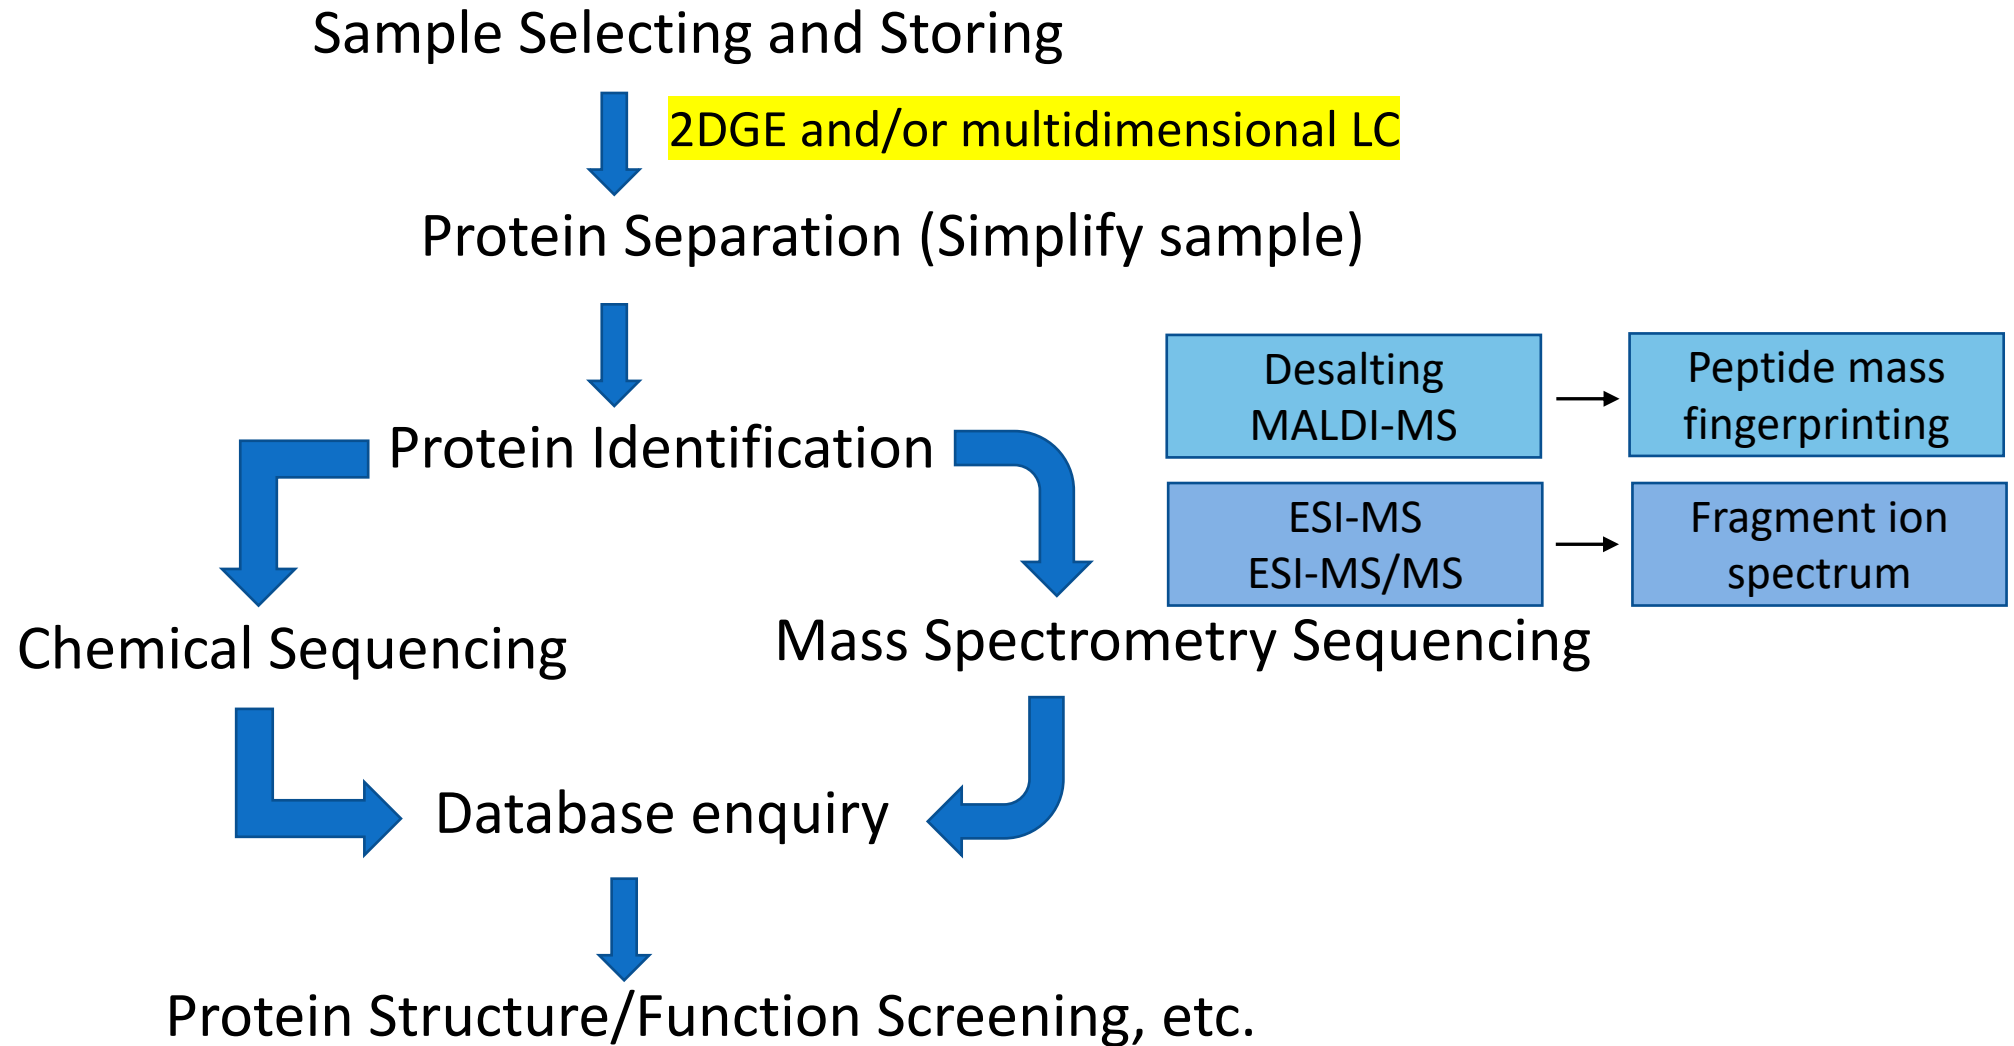 Sample Selecting and Storing
2DGE and/or multidimensional LC
Protein Separation (Simplify sample)
Desalting
MALDI-MS
Peptide mass
fingerprinting
Protein Identification
ESI-MS
ESI-MS/MS
Fragment ion
spectrum
Chemical Sequencing
Mass Spectrometry Sequencing
Database enquiry
Protein Structure/Function Screening, etc.